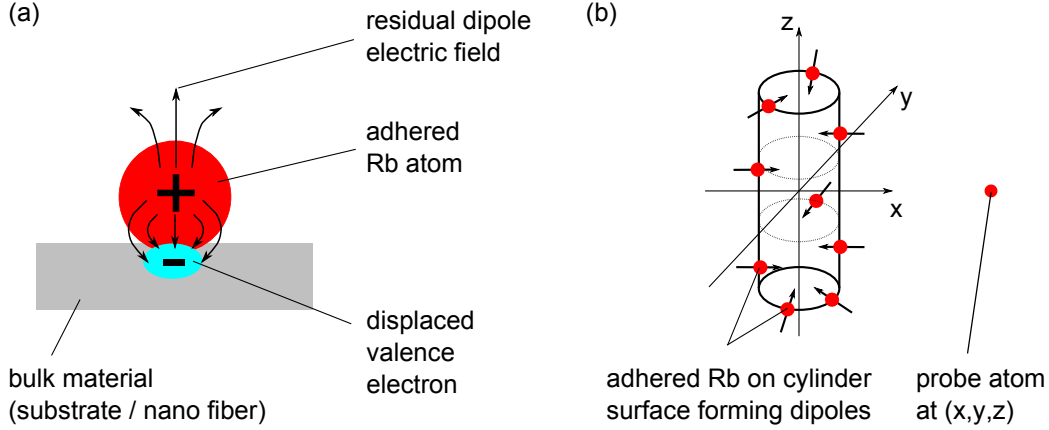 (a)
residual dipole
electric field
adhered
Rb atom
+
−
displaced
valence
electron
bulk material
(substrate / nano fiber)
(b)
z
y
x
adhered Rb on cylinder
surface forming dipoles
probe atom
at (x,y,z)